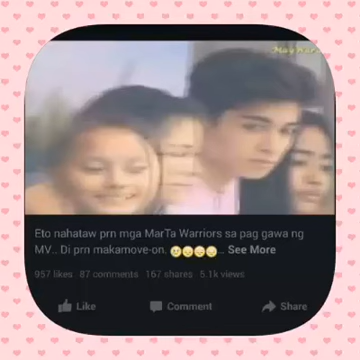 Eto nahataw prn mga MarTa Warriors sa pag gawa ng
MV.. Di prn makamove-on. 😢😞😞😞... See More
957 likes 87 comments 167 shares 5.1k views
Like Comment Share